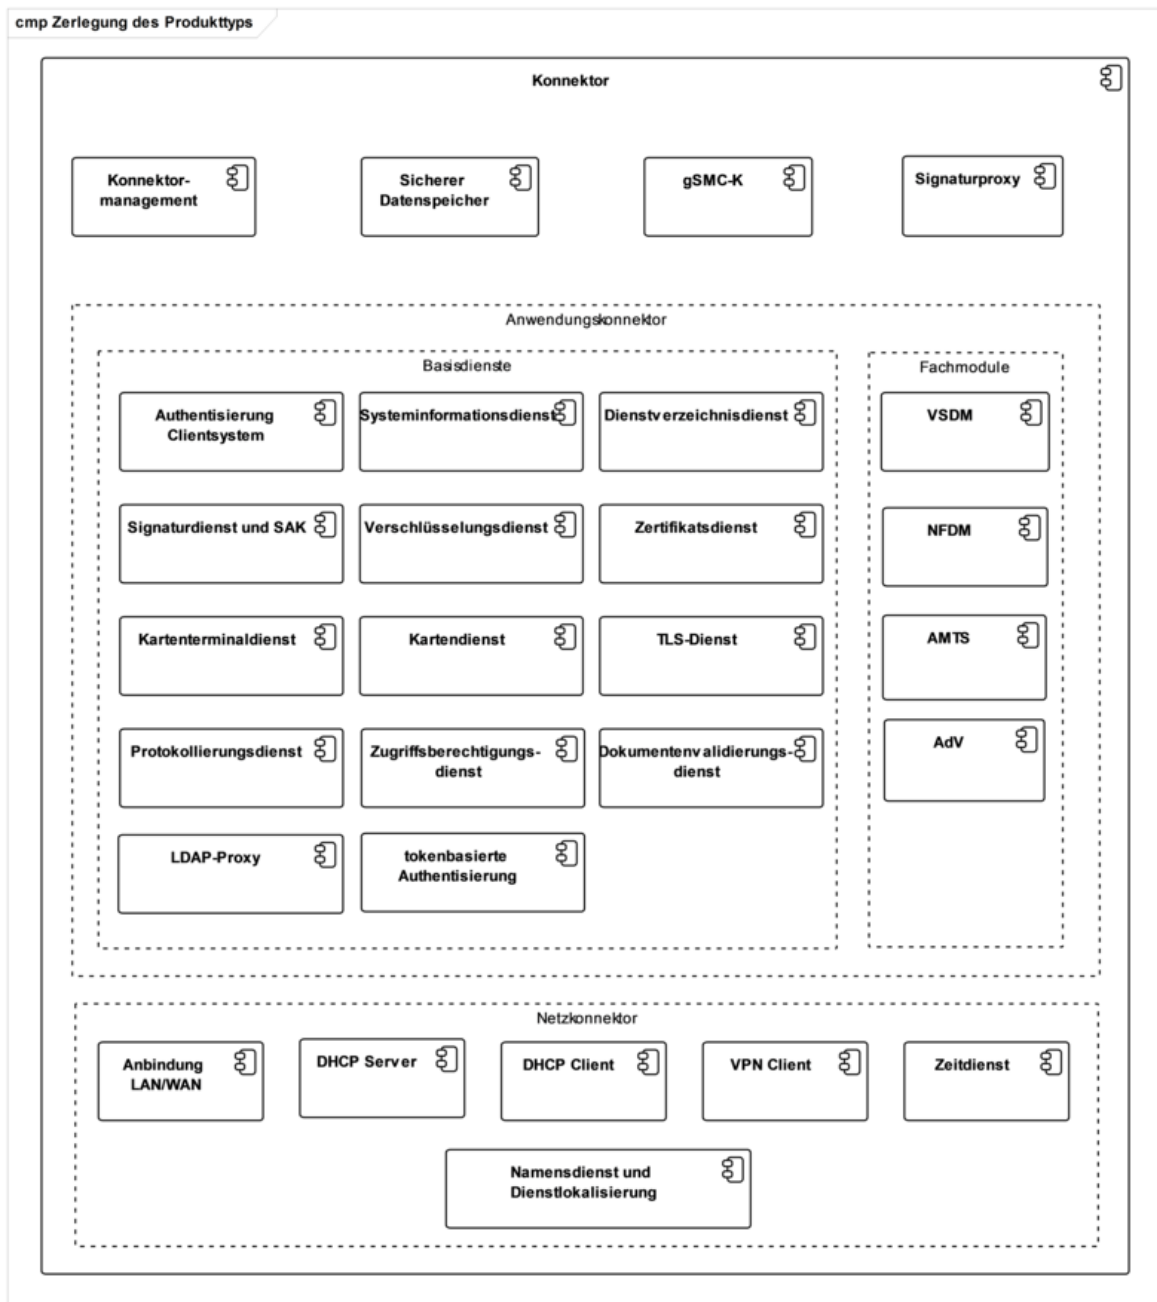 cmp Zerlegung des Produkttyps
Konnektor
Konnektor-
management
Sicherer
Datenspeicher
gSMC-K
Signaturproxy
Anwendungskonnektor
Basisdienste
Fachmodule
Authentisierung
Clientsystem
Systeminformationsdienst
Dienstverzeichnisdienst
VSDM
Signaturdienst und SAK
Verschlüsselungsdienst
Zertifikatsdienst
NFDM
Kartenterminaldienst
Kartendienst
TLS-Dienst
AMTS
Protokollierungsdienst
Zugriffsberechtigungs-
dienst
Dokumentenvalidierungs-
dienst
AdV
LDAP-Proxy
tokenbasierte
Authentisierung
Netzkonnektor
Anbindung
LAN/WAN
DHCP Server
DHCP Client
VPN Client
Zeitdienst
Namensdienst und
Dienstlokalisierung